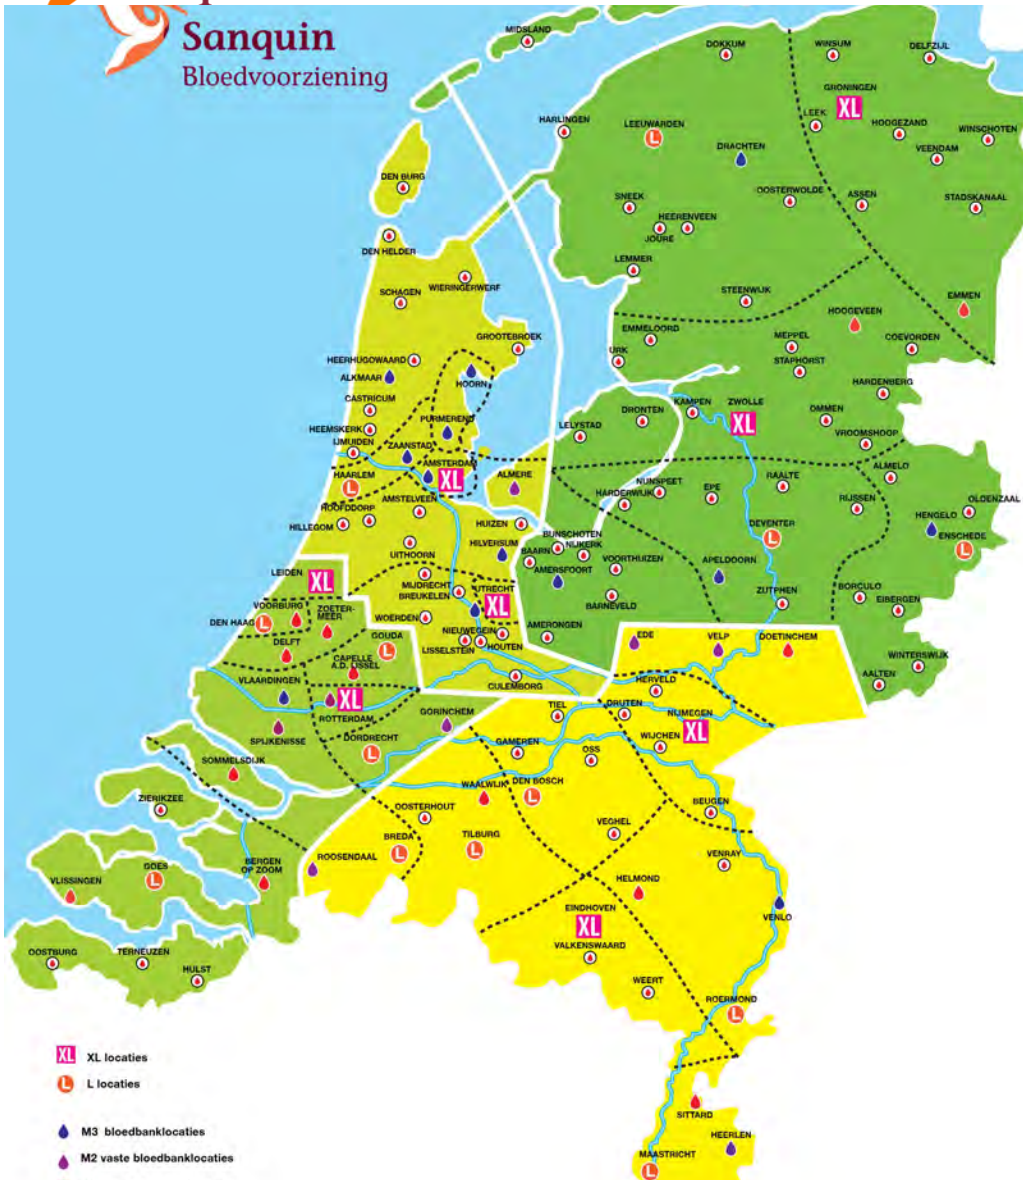 Sanquin
Bloedvoorziening
MIDSLAND
DOKKUM
WINSUM
DELFZIJL
GRONINGEN
XL
LEEK
HOOGEZAND
WINSCHOTEN
VEENDAM
HARLINGEN
LEEUWARDEN
L
DRACHTEN
DEN BURG
SNEEK
HEERENVEEN
JOURE
OOSTERWOLDE
ASSEN
STADSKANAAL
DEN HELDER
LEMMER
WIERINGERWERF
SCHAGEN
STEENWIJK
HOOGEVEEN
EMMEN
GROOTEBROEK
EMMELOORD
URK
MEPPEL
STAPHORST
COEVORDEN
HEERHUGOWAARD
ALKMAAR
HOORN
HARDENBERG
CASTRICUM
PURMEREND
HEEMSKERK
IJMUIDEN
ZAANSTAD
LELYSTAD
DRONTEN
KAMPEN
ZWOLLE
XL
OMMEN
VROOMSHOOP
HAARLEM
L
AMSTERDAM
XL
ALMERE
NUNSPEET
HARDERWIJK
EPE
RAALTE
ALMELO
RIJSSEN
OLDENZAAL
HENGELO
ENSCHEDE
L
HOOFDDORP
AMSTELVEEN
HILLEGOM
HUIZEN
DEVENTER
L
UITHOORN
HILVERSUM
BUNSCHOTEN
BAARN
NIJKERK
AMERSFOORT
VOORTHUIZEN
APELDOORN
LEIDEN
XL
MIJDRECHT
BREUKELEN
UTRECHT
XL
BARNEVELD
ZUTPHEN
BORCULO
EIBERGEN
VOORBURG
ZOETER-
MEER
DEN HAAG
L
WOERDEN
DELFT
GOUDA
L
NIEUWEGEIN
IJSSELSTEIN
HOUTEN
AMERONGEN
EDE
VELP
DOETINCHEM
WINTERSWIJK
AALTEN
CAPELLE
A.D. IJSSEL
VLAARDINGEN
XL
ROTTERDAM
CULEMBORG
HERVELD
SPIJKENISSE
GORINCHEM
TIEL
DRUTEN
NIJMEGEN
XL
DORDRECHT
L
GAMEREN
OSS
WIJCHEN
SOMMELSDIJK
WAALWIJK
DEN BOSCH
L
ZIERIKZEE
OOSTERHOUT
BEUGEN
BREDA
L
TILBURG
L
VEGHEL
ROOSENDAAL
VENRAY
VLISSINGEN
GOES
L
BERGEN
OP ZOOM
HELMOND
EINDHOVEN
XL
VENLO
VALKENSWAARD
OOSTBURG
TERNEUZEN
HULST
WEERT
ROERMOND
L
SITTARD
HEERLEN
MAASTRICHT
L
XL XL locaties
L L locaties
M3 bloedbanklocaties
M2 vaste bloedbanklocaties